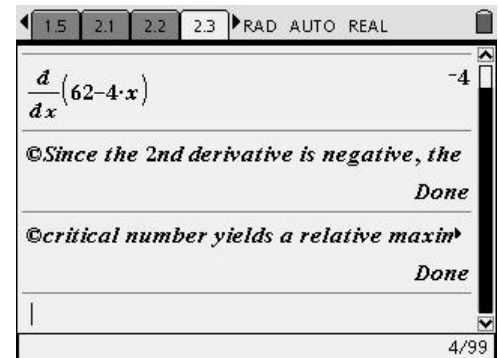 1.5 2.1 2.2 2.3 RAD AUTO REAL
d/dx(62-4·x) -4
©Since the 2nd derivative is negative, the
Done
©critical number yields a relative maxim
Done
4/99